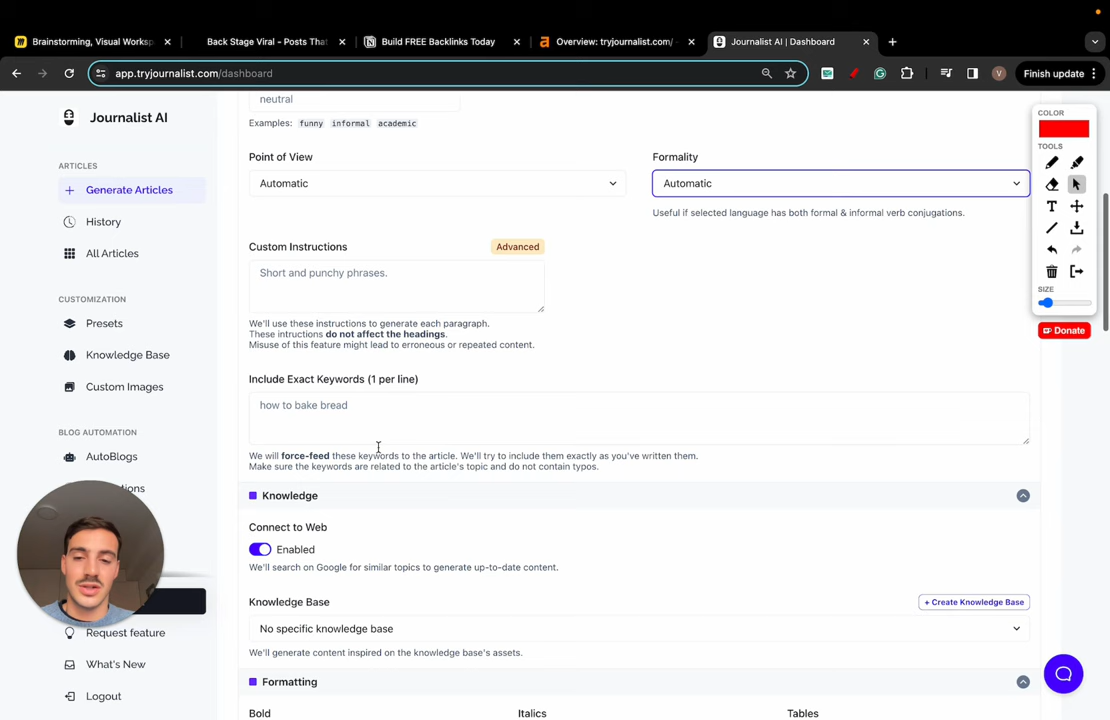 Brainstorming, Visual Worksp
Back Stage Viral - Posts That
Build FREE Backlinks Today
Overview: tryjournalist.com/
Journalist AI | Dashboard
app.tryjournalist.com/dashboard
V
Finish update
Journalist AI
ARTICLES
Generate Articles
History
All Articles
CUSTOMIZATION
Presets
Knowledge Base
Custom Images
BLOG AUTOMATION
AutoBlogs
Request feature
What's New
Logout
neutral
Examples: funny informal academic
Point of View
Formality
Automatic
Automatic
Useful if selected language has both formal & informal verb conjugations.
Custom Instructions
Advanced
Short and punchy phrases.
We'll use these instructions to generate each paragraph.
These intructions do not affect the headings.
Misuse of this feature might lead to erroneous or repeated content.
Include Exact Keywords (1 per line)
how to bake bread
We will force-feed these keywords to the article. We'll try to include them exactly as you've written them.
Make sure the keywords are related to the article's topic and do not contain typos.
Knowledge
Connect to Web
Enabled
We'll search on Google for similar topics to generate up-to-date content.
Knowledge Base
+ Create Knowledge Base
No specific knowledge base
We'll generate content inspired on the knowledge base's assets.
Formatting
Bold
Italics
Tables
COLOR
TOOLS
T
SIZE
Donate